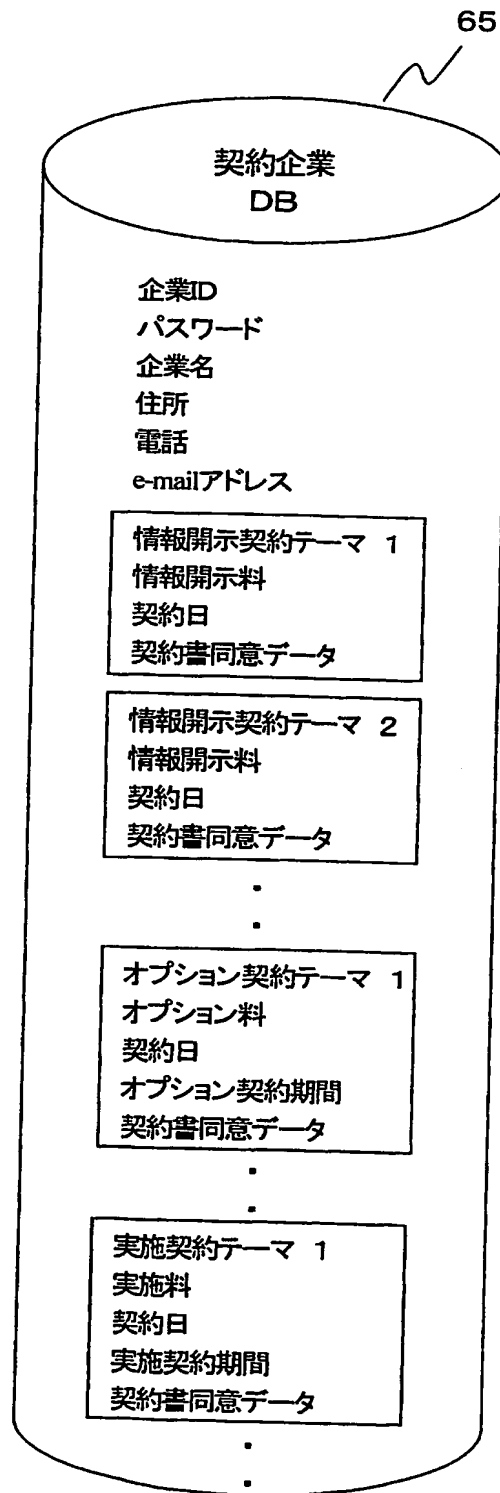 65
契約企業
DB
企業ID
パスワード
企業名
住所
電話
e-mailアドレス
情報開示契約テーマ 1
情報開示料
契約日
契約書同意データ
情報開示契約テーマ 2
情報開示料
契約日
契約書同意データ
オプション契約テーマ 1
オプション料
契約日
オプション契約期間
契約書同意データ
実施契約テーマ 1
実施料
契約日
実施契約期間
契約書同意データ